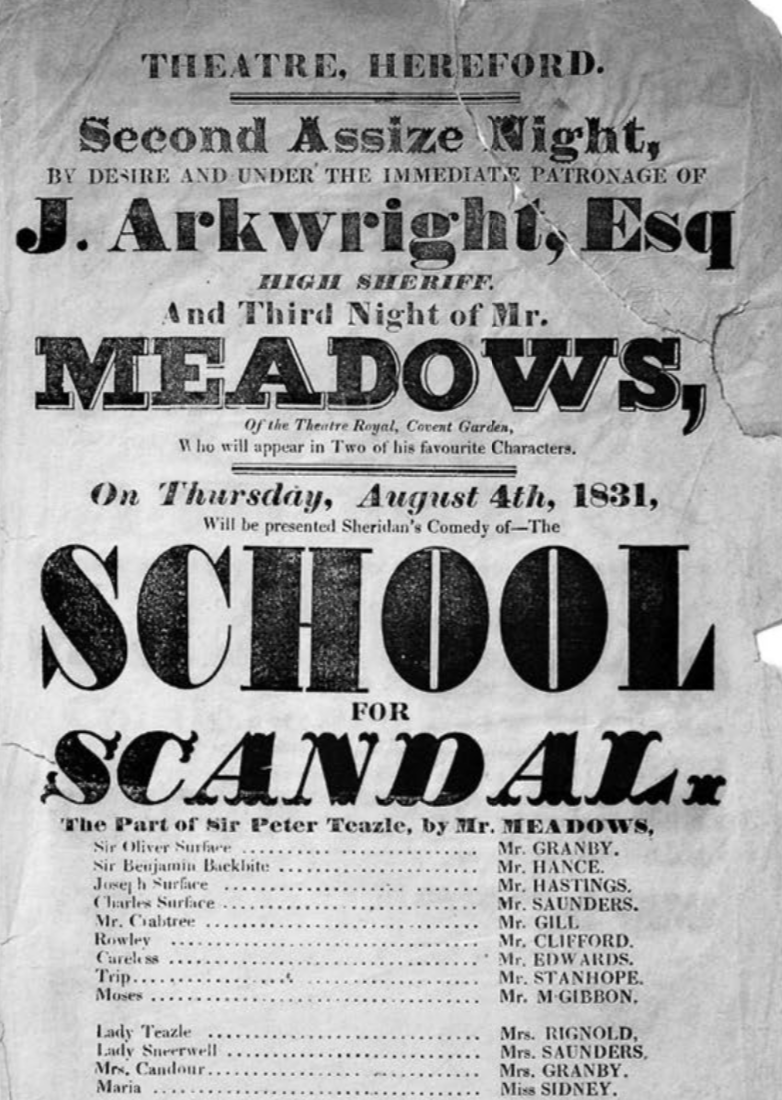 THEATRE, HEREFORD.
Second Assize Night,
BY DESIRE AND UNDER THE IMMEDIATE PATRONAGE OF
J. Arkwright, Esq
HIGH SHERIFF.
And Third Night of Mr.
MEADOWS,
Of the Theatre Royal, Covent Garden,
Who will appear in Two of his favourite Characters.
On Thursday, August 4th, 1831,
Will be presented Sheridan's Comedy of—The
SCHOOL
FOR
SCANDAL.
The Part of Sir Peter Teazle, by Mr. MEADOWS,
Sir Oliver Surface ........................ Mr. GRANBY.
Sir Benjamin Backbite ........................ Mr. HANCE.
Joseph Surface ........................ Mr. HASTINGS.
Charles Surface ........................ Mr. SAUNDERS.
Mr. Crabtree ........................ Mr. GILL
Rowley ........................ Mr. CLIFFORD.
Careless ........................ Mr. EDWARDS.
Trip ........................ Mr. STANHOPE.
Moses ........................ Mr. M·GIBBON.
Lady Teazle ........................ Mrs. RIGNOLD,
Lady Sneerwell ........................ Mrs. SAUNDERS,
Mrs. Candour ........................ Mrs. GRANBY.
Maria ........................ Miss SIDNEY.